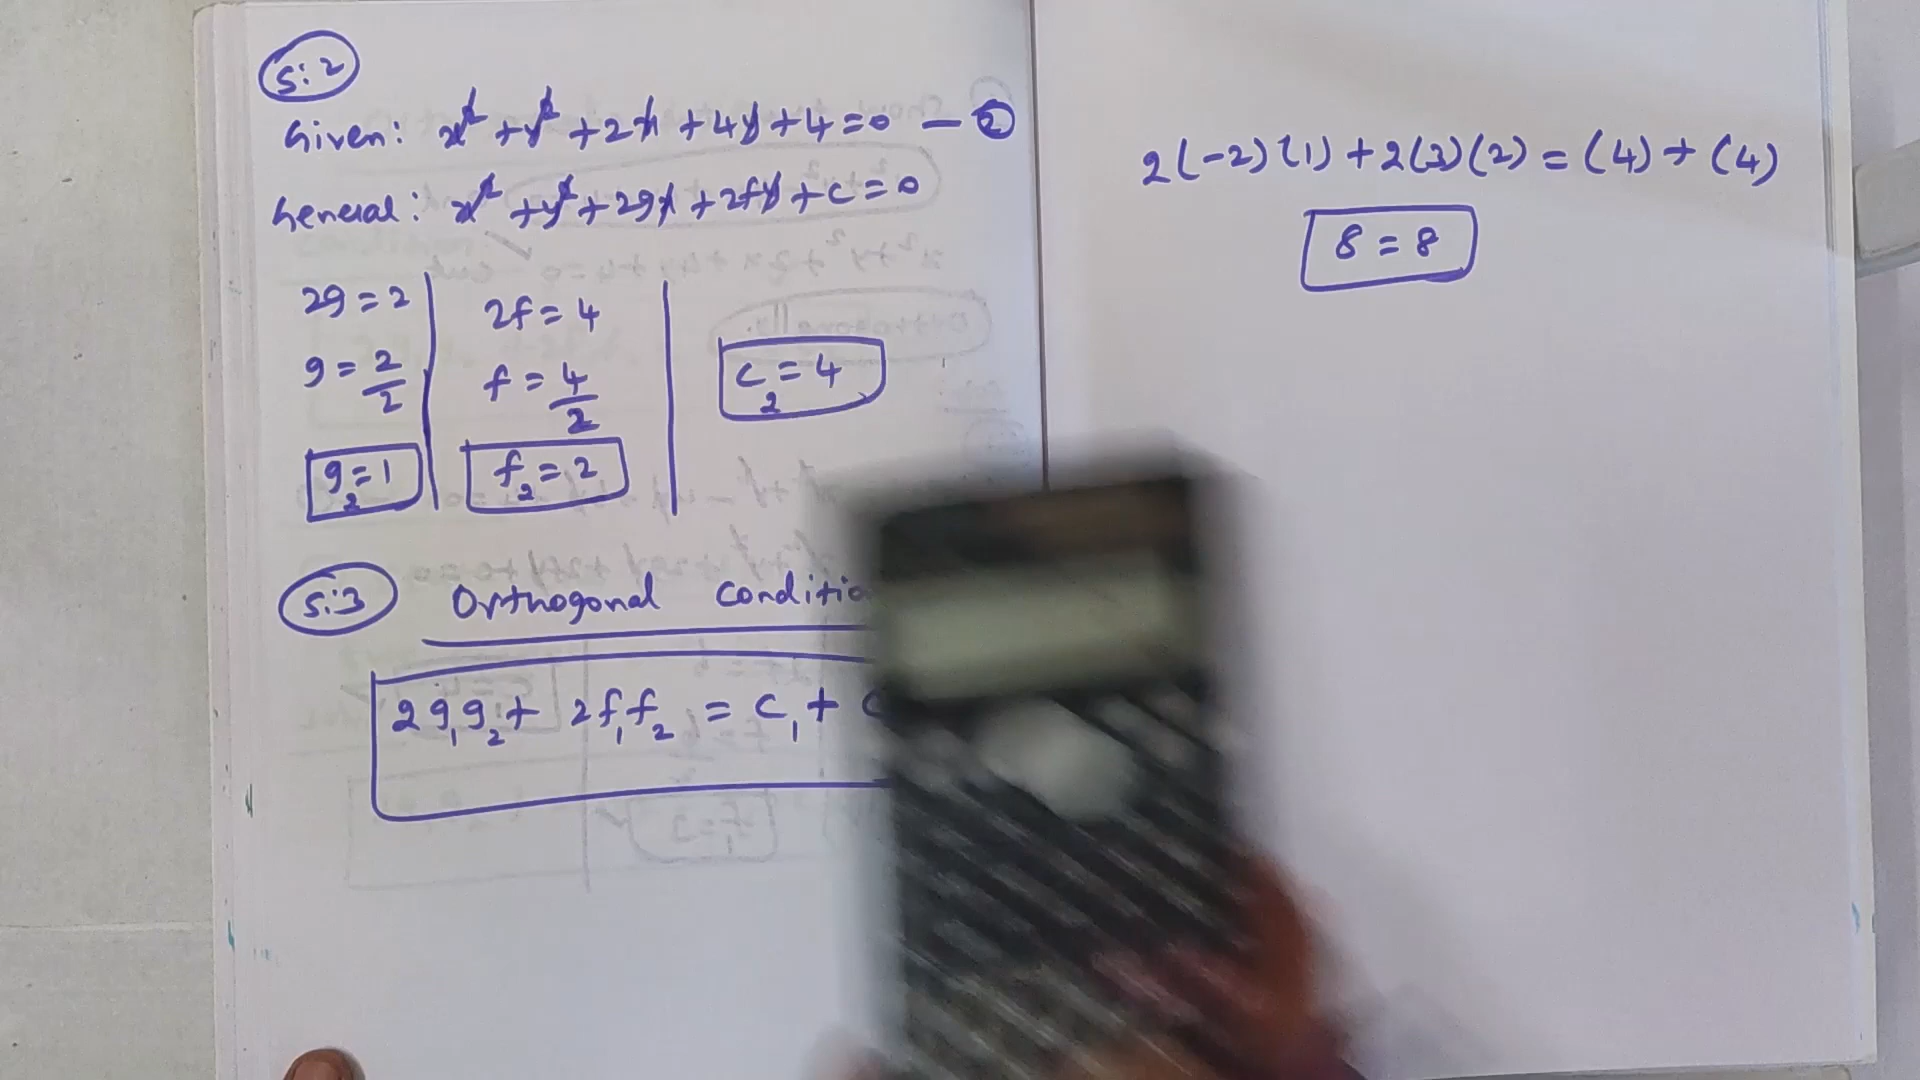 S:2
Given: x² + y² + 2x + 4y + 4 = 0 — ②
General: x² + y² + 2gx + 2fy + c = 0
2g = 2
g = 2/2
g₂ = 1
2f = 4
f = 4/2
f₂ = 2
c₂ = 4
S:3 Orthogonal
2g₁g₂ + 2f₁f₂ = c₁ +
2(-2)(1) + 2(3)(2) = (4) + (4)
8 = 8